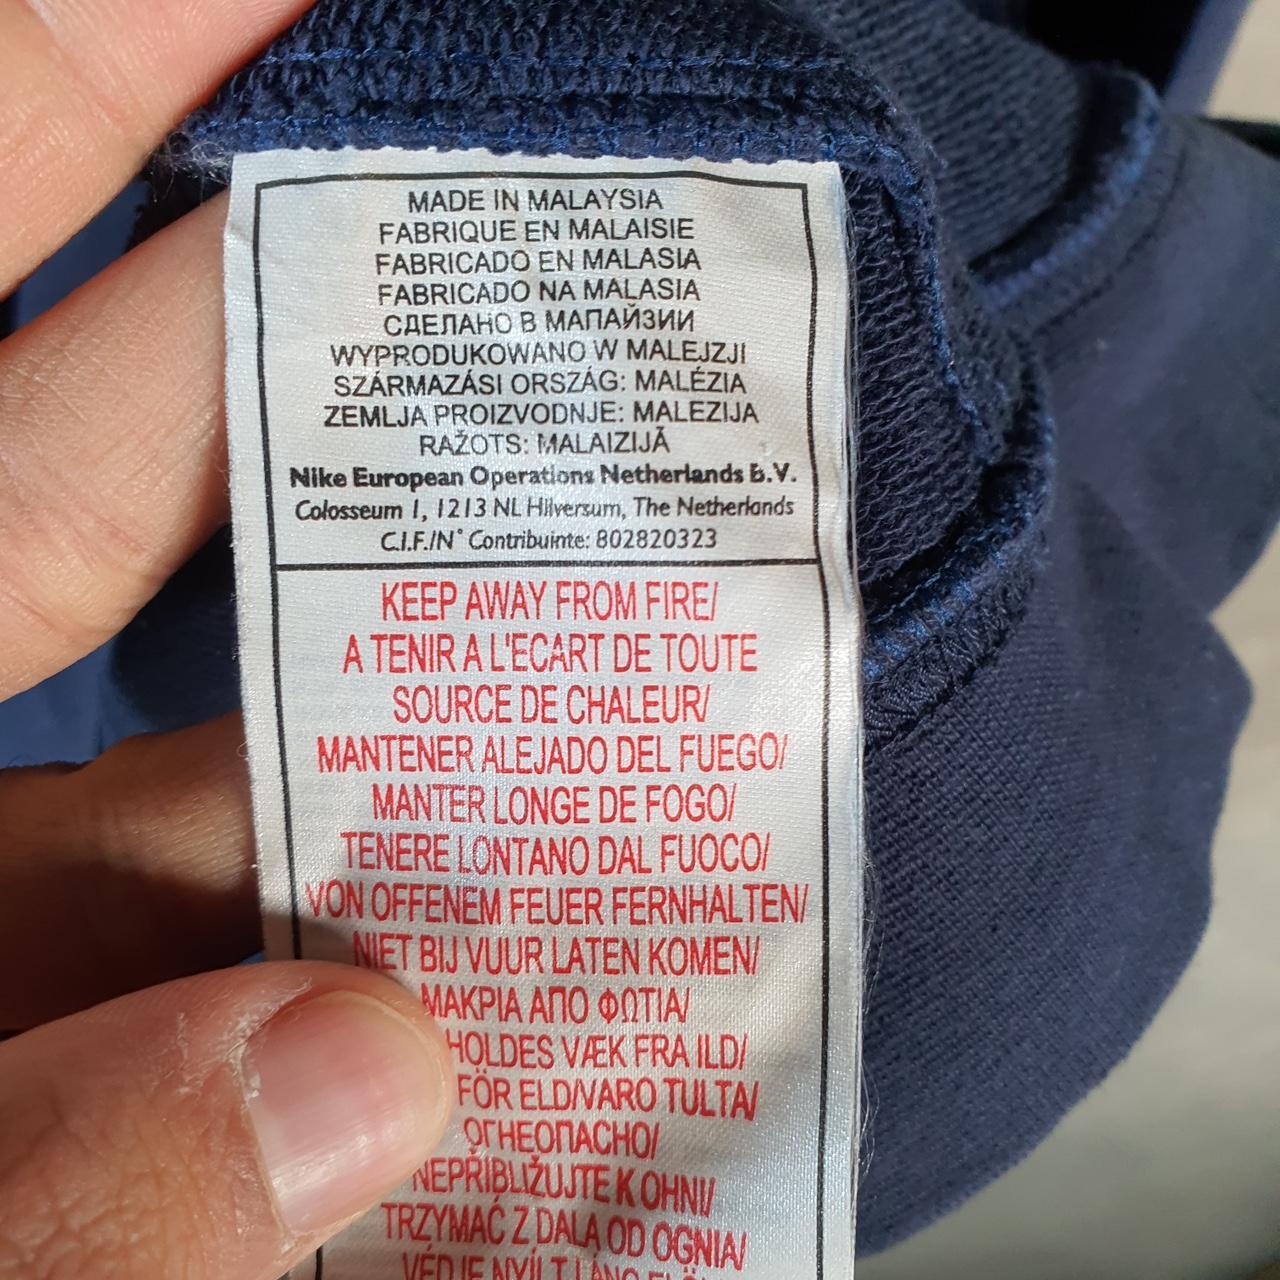 MADE IN MALAYSIA
FABRIQUE EN MALAISIE
FABRICADO EN MALASIA
FABRICADO NA MALASIA
СДЕЛАНО В МАПАЙЗИИ
WYPRODUKOWANO W MALEJZJI
SZÁRMAZÁSI ORSZÁG: MALÉZIA
ZEMLJA PROIZVODNJE: MALEZIJA
RAŽOTS: MALAIZIJĀ
Nike European Operations Netherlands B.V.
Colosseum 1, 1213 NL Hilversum, The Netherlands
C.I.F./N° Contribuinte: 802820323
KEEP AWAY FROM FIRE/
A TENIR A L'ECART DE TOUTE
SOURCE DE CHALEUR/
MANTENER ALEJADO DEL FUEGO/
MANTER LONGE DE FOGO/
TENERE LONTANO DAL FUOCO/
VON OFFENEM FEUER FERNHALTEN/
NIET BIJ VUUR LATEN KOMEN/
ΜΑΚΡΙΑ ΑΠΟ ΦΩΤΙΑ/
HOLDES VÆK FRA ILD/
FÖR ELD/VARO TULTA/
ОГНЕОПАСНО/
NEPŘIBLIŽUJTE K OHNI/
TRZYMAĆ Z DALA OD OGNIA/
VÉDJE NYÍLT LÁNG